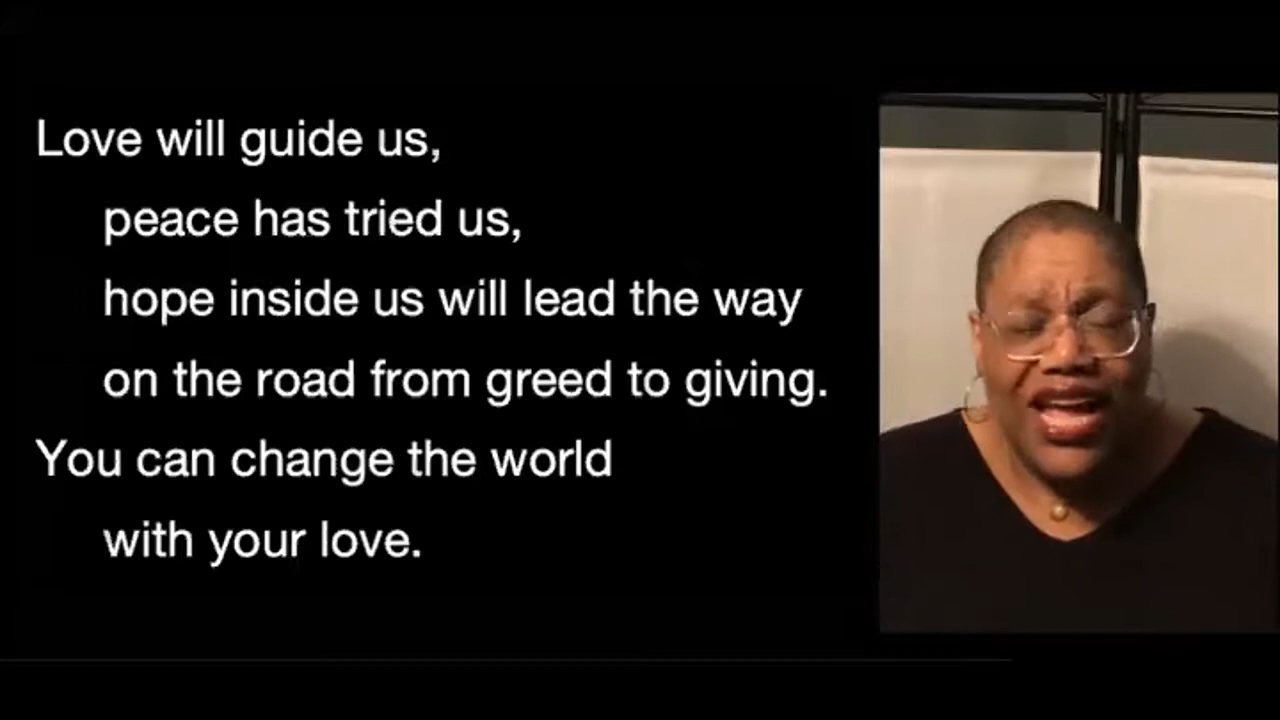 Love will guide us,
peace has tried us,
hope inside us will lead the way
on the road from greed to giving.
You can change the world
with your love.